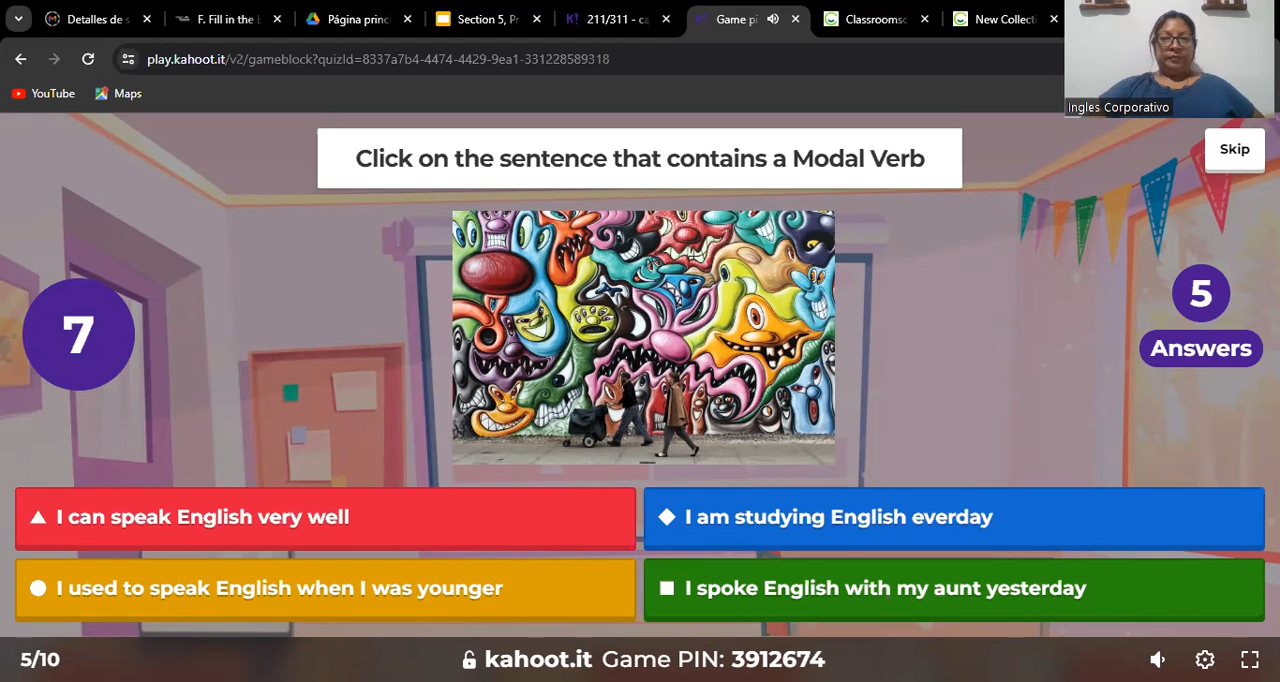 Detalles de s
F. Fill in the b
Página princ
Section 5, Pr
211/311 - ca
Game pi
Classroomsc
New Collecti
play.kahoot.it/v2/gameblock?quizId=8337a7b4-4474-4429-9ea1-331228589318
YouTube
Maps
Ingles Corporativo
Click on the sentence that contains a Modal Verb
Skip
7
5
Answers
I can speak English very well
I am studying English everday
I used to speak English when I was younger
I spoke English with my aunt yesterday
5/10
kahoot.it Game PIN: 3912674